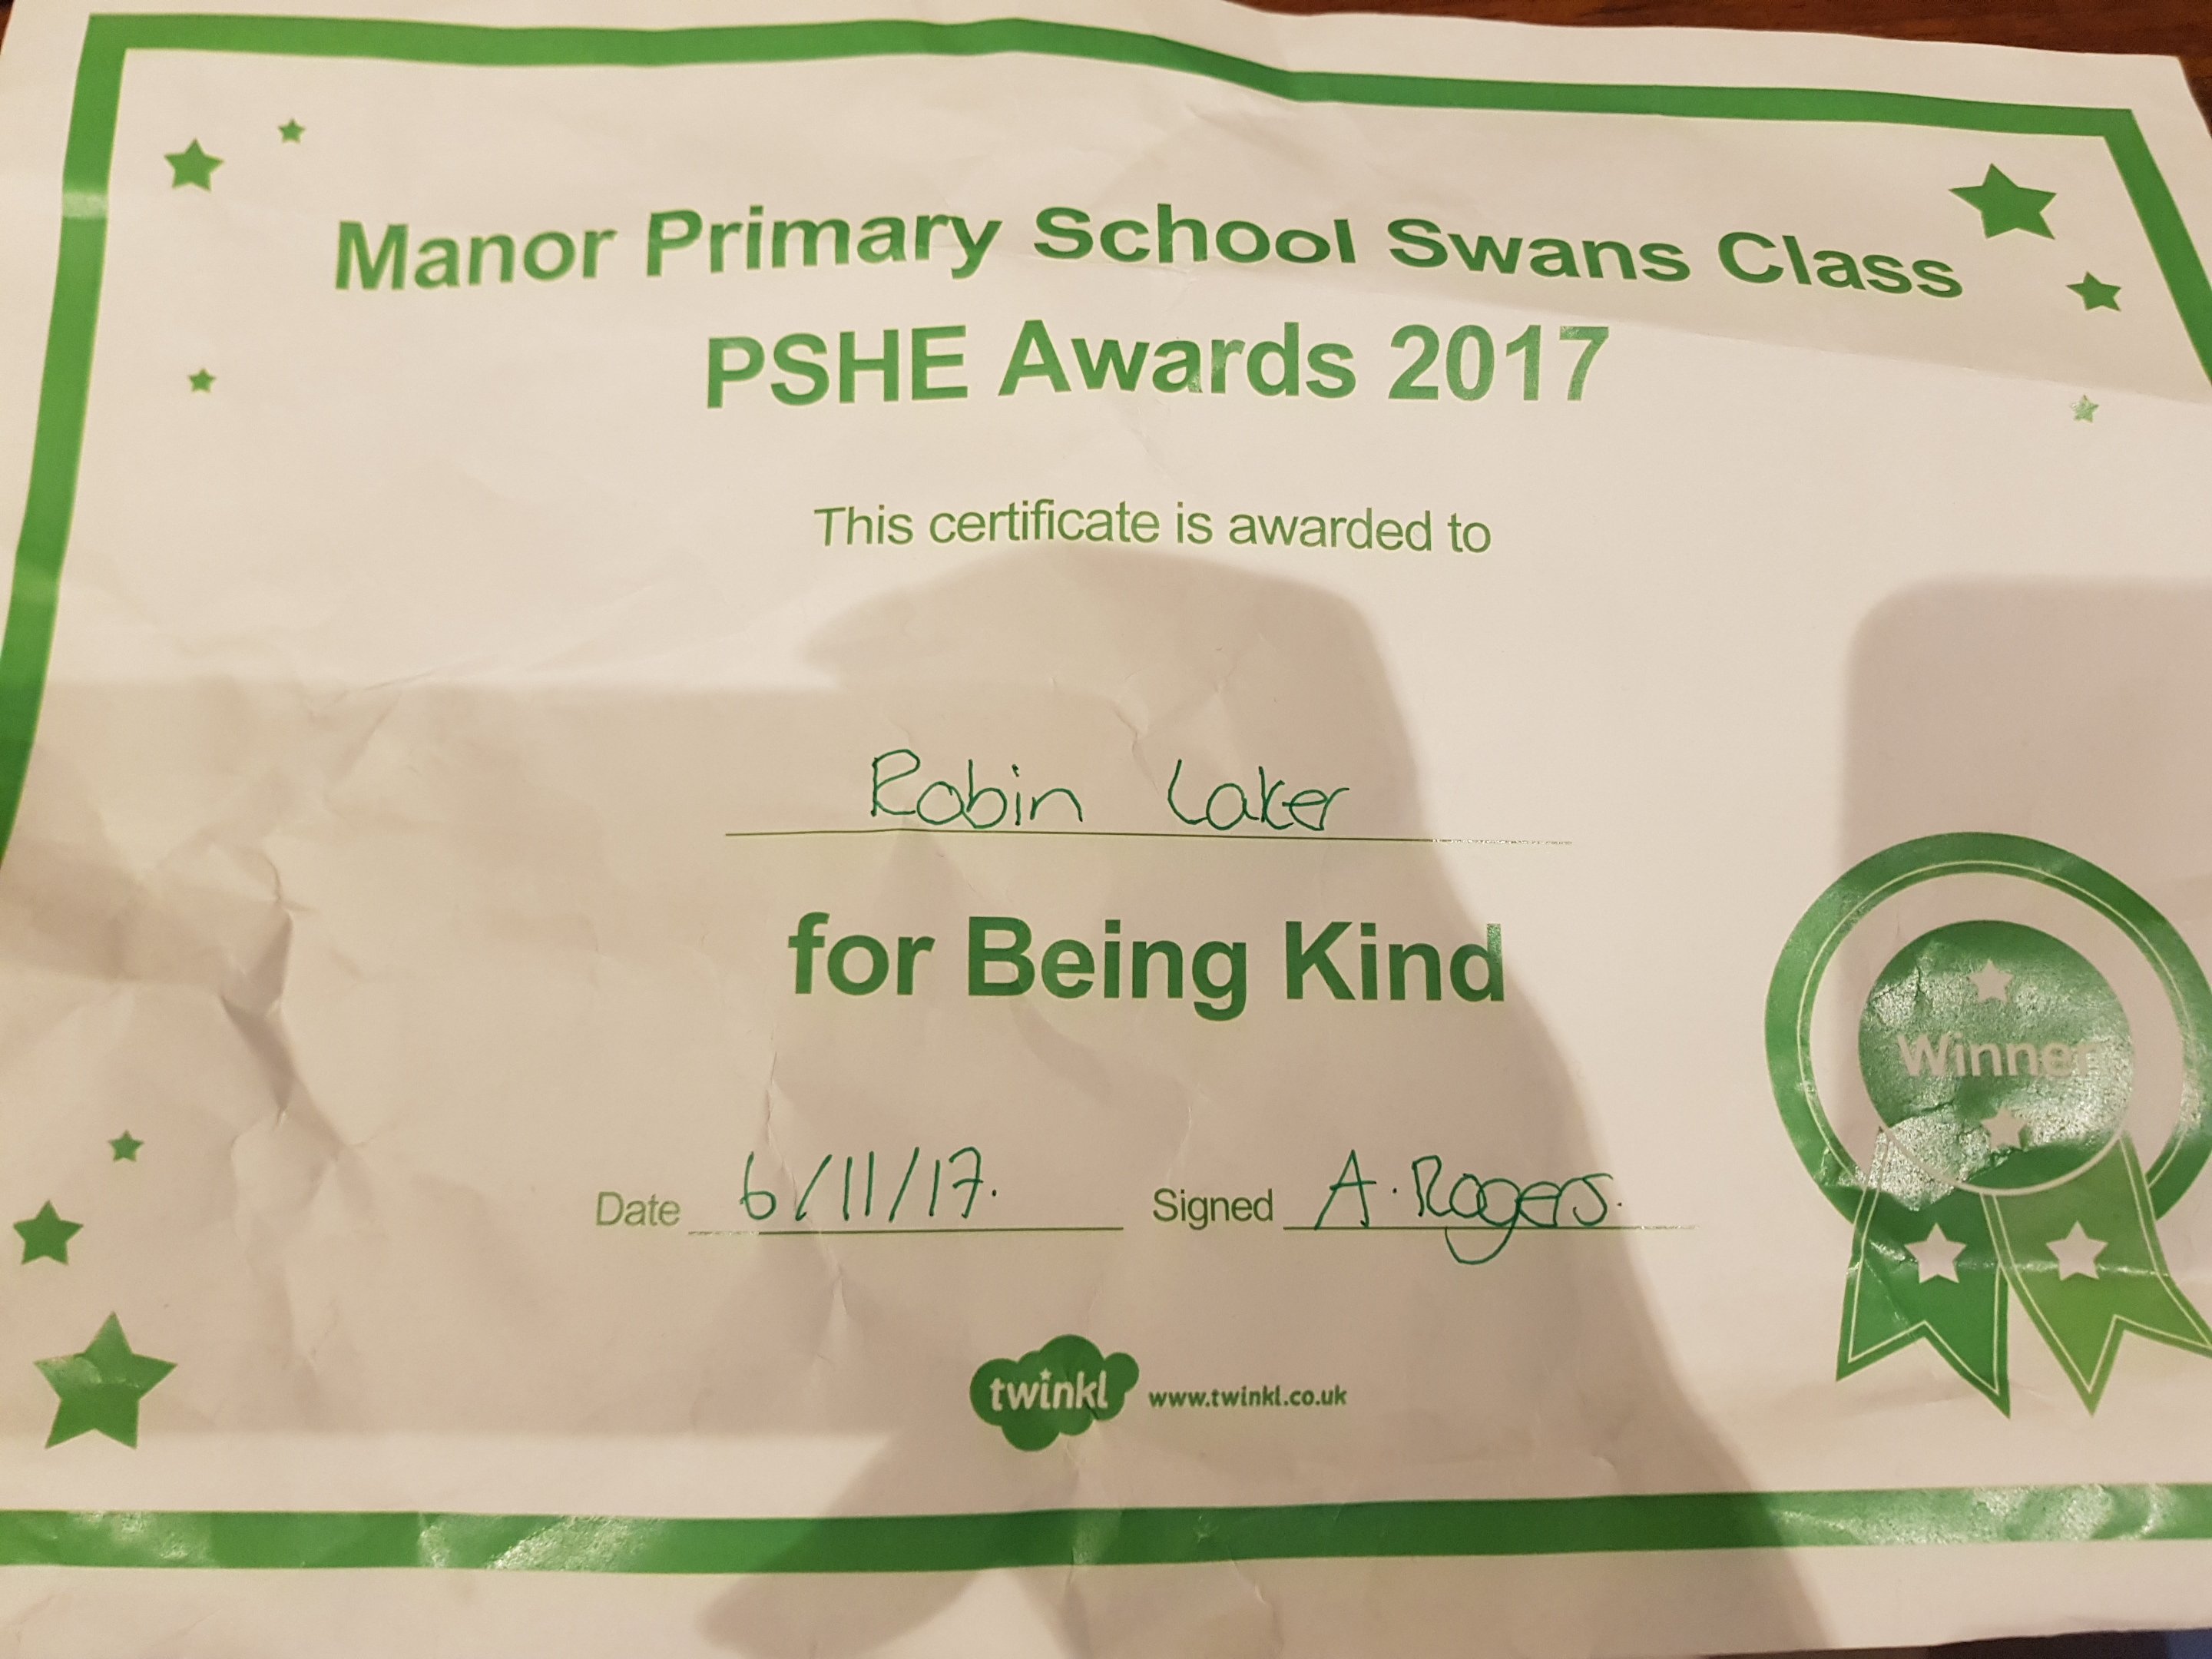 Manor Primary School Swans Class
PSHE Awards 2017
This certificate is awarded to
Robin Laker
for Being Kind
Winner
Date 6/11/17. Signed A. Rogers.
twinkl www.twinkl.co.uk